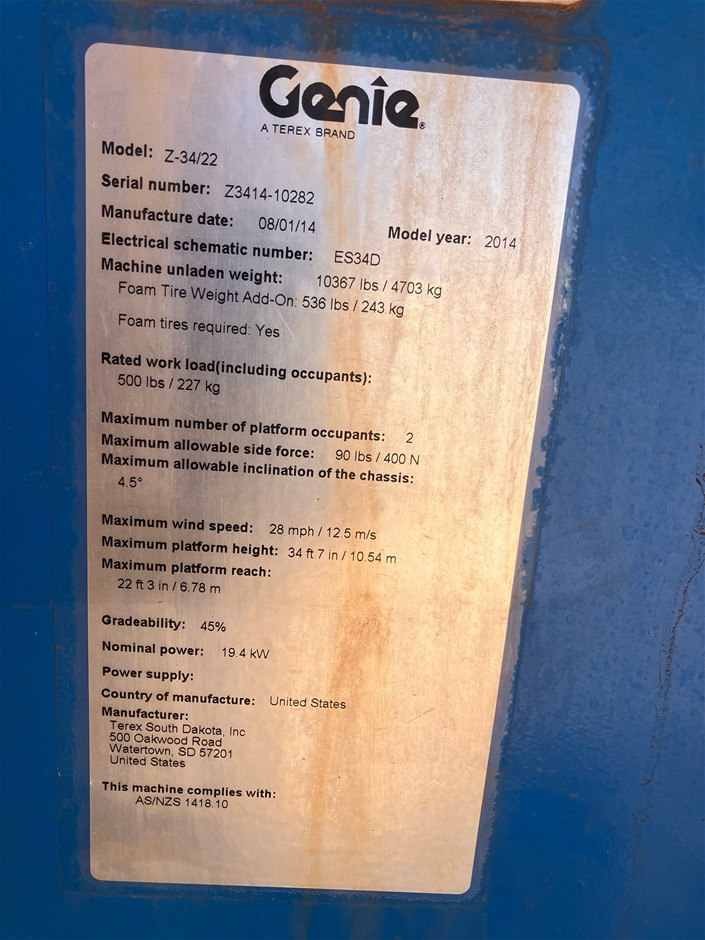 Genie®
A TEREX BRAND
Model: Z-34/22
Serial number: Z3414-10282
Manufacture date: 08/01/14 Model year: 2014
Electrical schematic number: ES34D
Machine unladen weight: 10367 lbs / 4703 kg
Foam Tire Weight Add-On: 536 lbs / 243 kg
Foam tires required: Yes
Rated work load(including occupants):
500 lbs / 227 kg
Maximum number of platform occupants: 2
Maximum allowable side force: 90 lbs / 400 N
Maximum allowable inclination of the chassis:
4.5°
Maximum wind speed: 28 mph / 12.5 m/s
Maximum platform height: 34 ft 7 in / 10.54 m
Maximum platform reach:
22 ft 3 in / 6.78 m
Gradeability: 45%
Nominal power: 19.4 kW
Power supply:
Country of manufacture: United States
Manufacturer:
Terex South Dakota, Inc
500 Oakwood Road
Watertown, SD 57201
United States
This machine complies with:
AS/NZS 1418.10